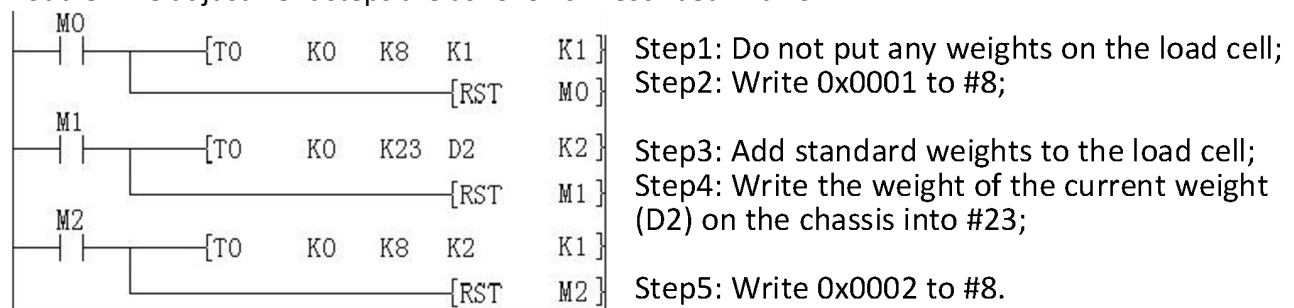 M0
[TO K0 K8 K1 K1]
[RST M0]
M1
[TO K0 K23 D2 K2]
[RST M1]
M2
[TO K0 K8 K2 K1]
[RST M2]
Step1: Do not put any weights on the load cell;
Step2: Write 0x0001 to #8;
Step3: Add standard weights to the load cell;
Step4: Write the weight of the current weight
(D2) on the chassis into #23;
Step5: Write 0x0002 to #8.